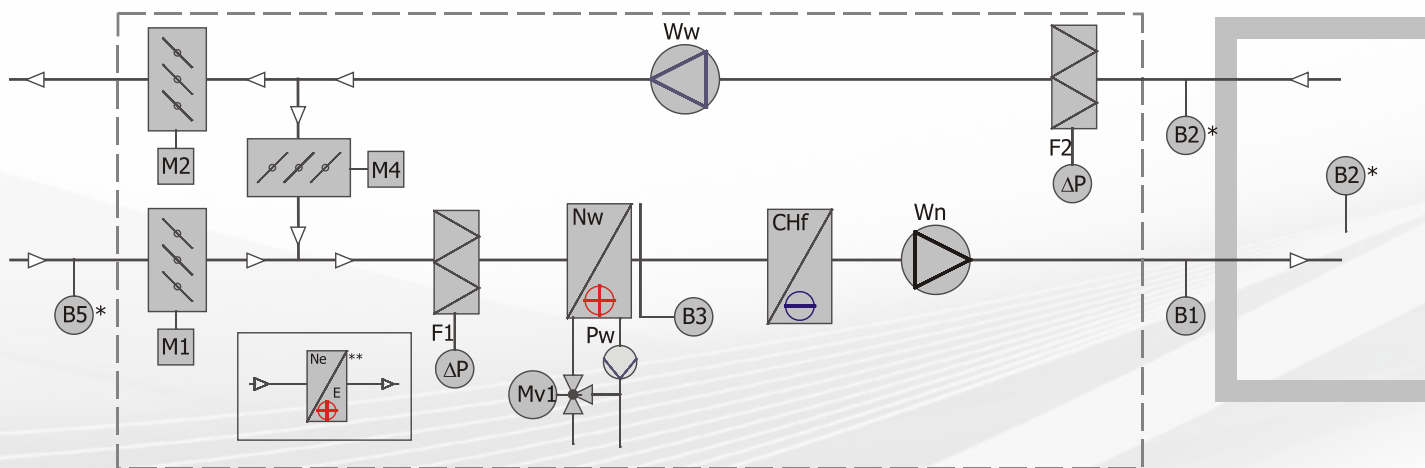 Ww
M2
M4
F2
ΔP
B2*
B2*
Nw
CHf
Wn
B5*
M1
F1
ΔP
B3
B1
Pw
Mv1
Ne **
E